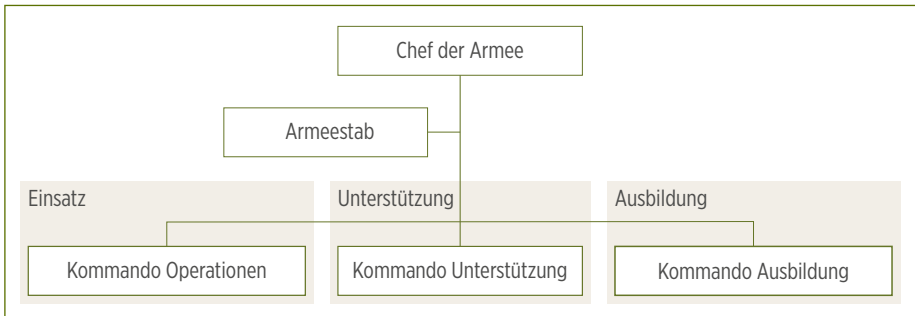 Chef der Armee
Armeestab
Einsatz
Unterstützung
Ausbildung
Kommando Operationen
Kommando Unterstützung
Kommando Ausbildung